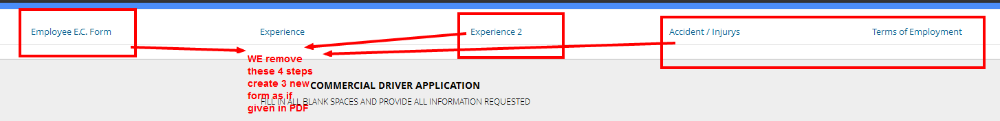 Employee E.C. Form Experience Experience 2 Accident / Injurys Terms of Employment
WE remove
these 4 steps
create 3 new
form as if
given in PDF
COMMERCIAL DRIVER APPLICATION
FILL IN ALL BLANK SPACES AND PROVIDE ALL INFORMATION REQUESTED